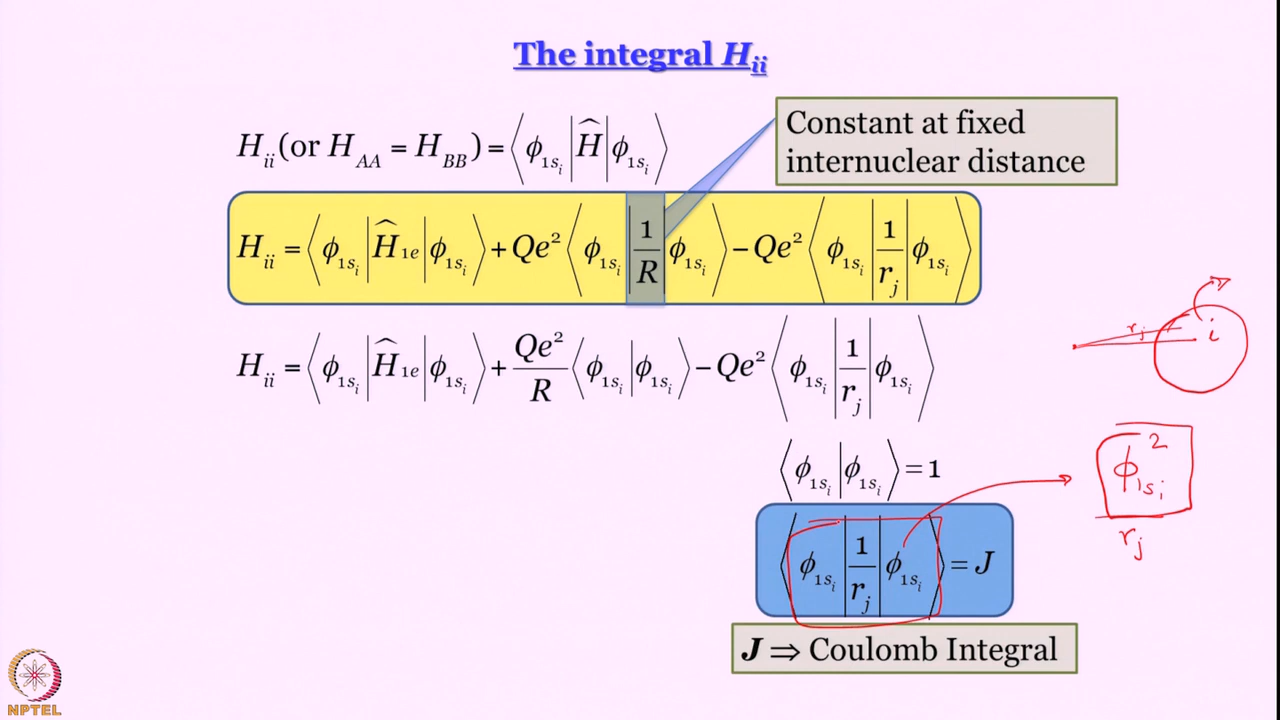 The integral H_ii
Constant at fixed
internuclear distance
H_ii (or H_AA = H_BB) = ⟨ϕ_1s_i |Ĥ| ϕ_1s_i⟩
H_ii = ⟨ϕ_1s_i |Ĥ_1e| ϕ_1s_i⟩ + Qe² ⟨ϕ_1s_i |1/R| ϕ_1s_i⟩ − Qe² ⟨ϕ_1s_i |1/r_j| ϕ_1s_i⟩
r_j i
H_ii = ⟨ϕ_1s_i |Ĥ_1e| ϕ_1s_i⟩ + Qe²/R ⟨ϕ_1s_i | ϕ_1s_i⟩ − Qe² ⟨ϕ_1s_i |1/r_j| ϕ_1s_i⟩
⟨ϕ_1s_i | ϕ_1s_i⟩ = 1
ϕ²_1s_i
r_j
⟨ϕ_1s_i |1/r_j| ϕ_1s_i⟩ = J
J ⇒ Coulomb Integral
NPTEL